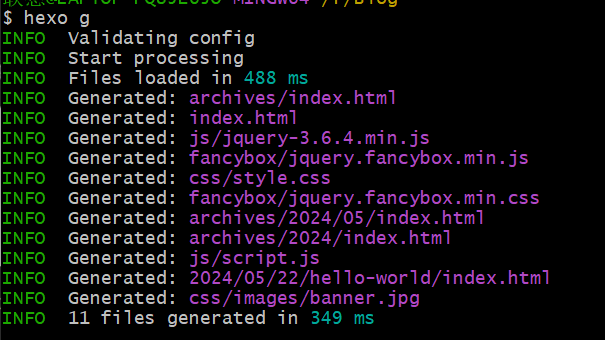 $ hexo g
INFO  Validating config
INFO  Start processing
INFO  Files loaded in 488 ms
INFO  Generated: archives/index.html
INFO  Generated: index.html
INFO  Generated: js/jquery-3.6.4.min.js
INFO  Generated: fancybox/jquery.fancybox.min.js
INFO  Generated: css/style.css
INFO  Generated: fancybox/jquery.fancybox.min.css
INFO  Generated: archives/2024/05/index.html
INFO  Generated: archives/2024/index.html
INFO  Generated: js/script.js
INFO  Generated: 2024/05/22/hello-world/index.html
INFO  Generated: css/images/banner.jpg
INFO  11 files generated in 349 ms